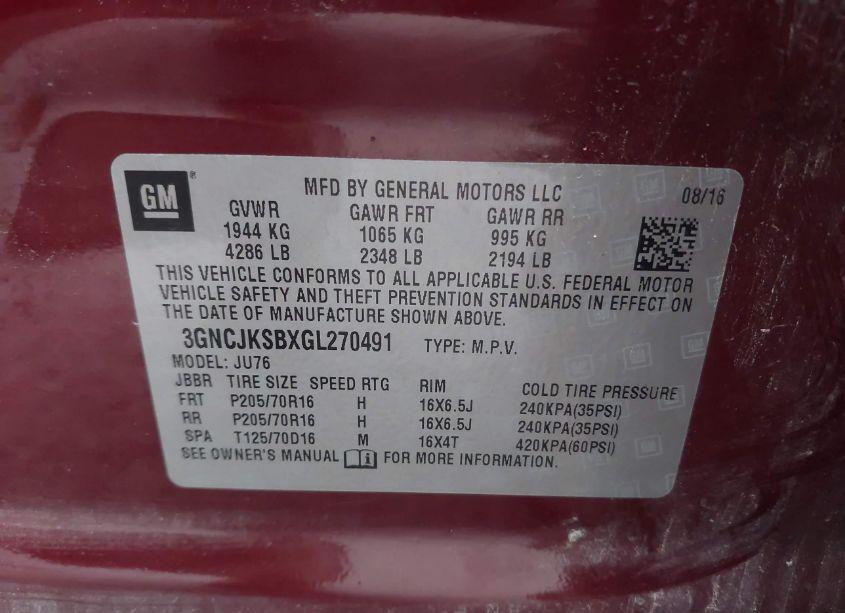 GM
MFD BY GENERAL MOTORS LLC 08/16
GVWR GAWR FRT GAWR RR
1944 KG 1065 KG 995 KG
4286 LB 2348 LB 2194 LB
THIS VEHICLE CONFORMS TO ALL APPLICABLE U.S. FEDERAL MOTOR
VEHICLE SAFETY AND THEFT PREVENTION STANDARDS IN EFFECT ON
THE DATE OF MANUFACTURE SHOWN ABOVE.
3GNCJKSBXGL270491 TYPE: M.P.V.
MODEL: JU76
JBBR TIRE SIZE SPEED RTG RIM COLD TIRE PRESSURE
FRT P205/70R16 H 16X6.5J 240KPA(35PSI)
RR P205/70R16 H 16X6.5J 240KPA(35PSI)
SPA T125/70D16 M 16X4T 420KPA(60PSI)
SEE OWNER'S MANUAL FOR MORE INFORMATION.